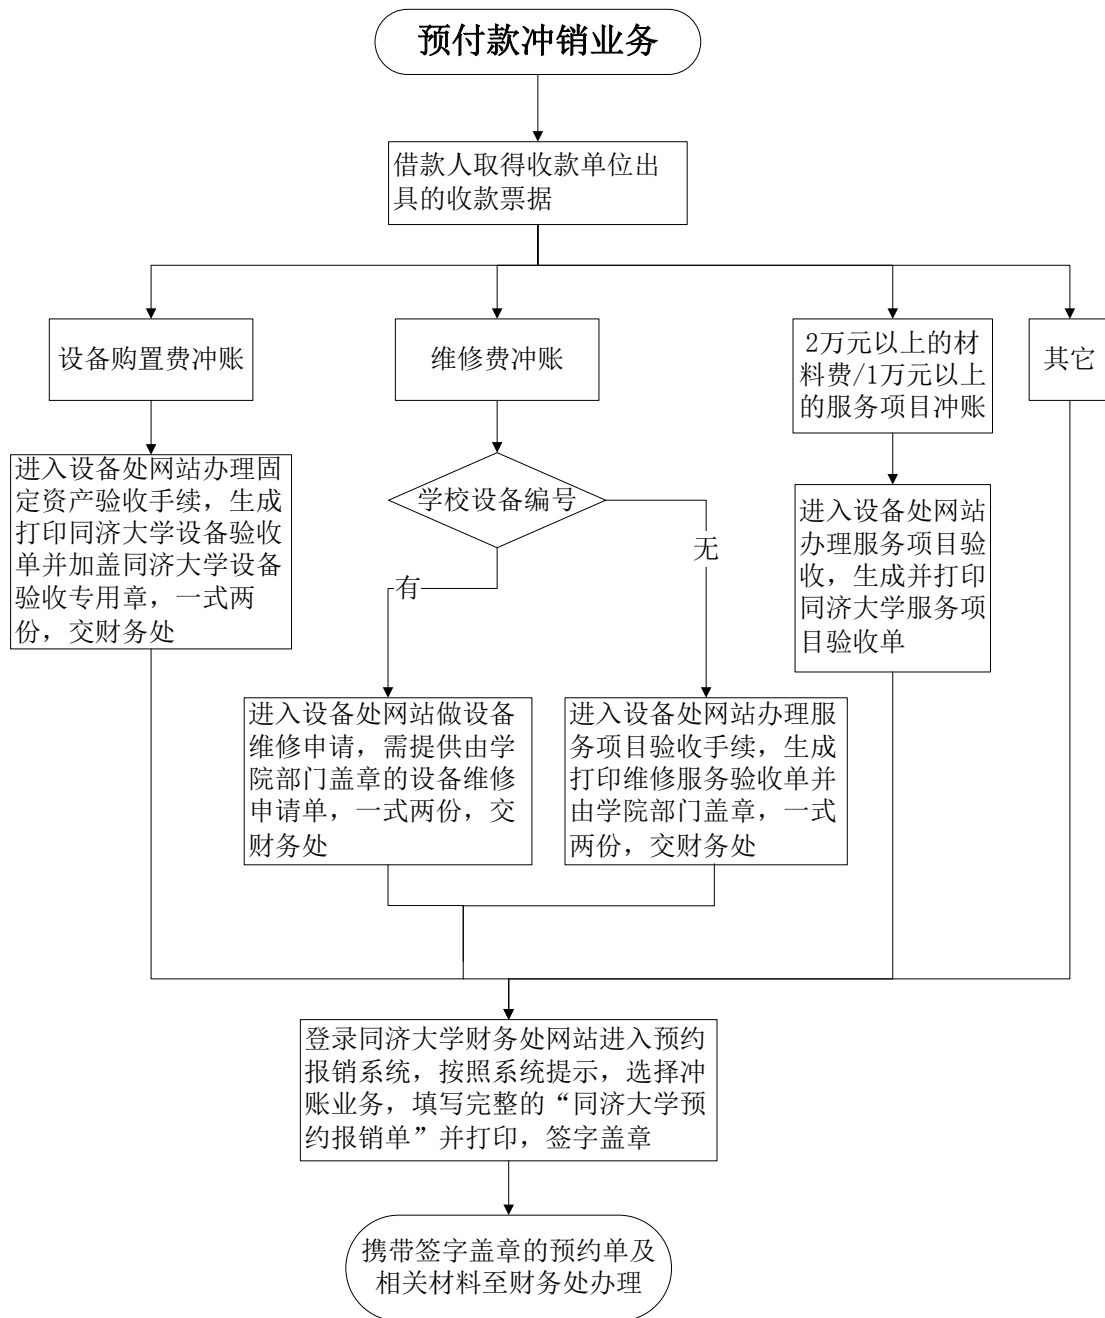 预付款冲销业务
借款人取得收款单位出
具的收款票据
设备购置费冲账
维修费冲账
2万元以上的材
料费/1万元以上
的服务项目冲账
其它
进入设备处网站办理固
定资产验收手续，生成
打印同济大学设备验收
单并加盖同济大学设备
验收专用章，一式两
份，交财务处
学校设备编号
有
无
进入设备处网站
办理服务项目验
收，生成并打印
同济大学服务项
目验收单
进入设备处网站做设备
维修申请，需提供由学
院部门盖章的设备维修
申请单，一式两份，交
财务处
进入设备处网站办理服
务项目验收手续，生成
打印维修服务验收单并
由学院部门盖章，一式
两份，交财务处
登录同济大学财务处网站进入预约
报销系统，按照系统提示，选择冲
账业务，填写完整的“同济大学预
约报销单”并打印，签字盖章
携带签字盖章的预约单及
相关材料至财务处办理